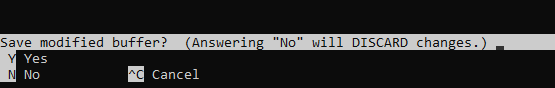 Save modified buffer?  (Answering "No" will DISCARD changes.)
Y Yes
N No ^C Cancel